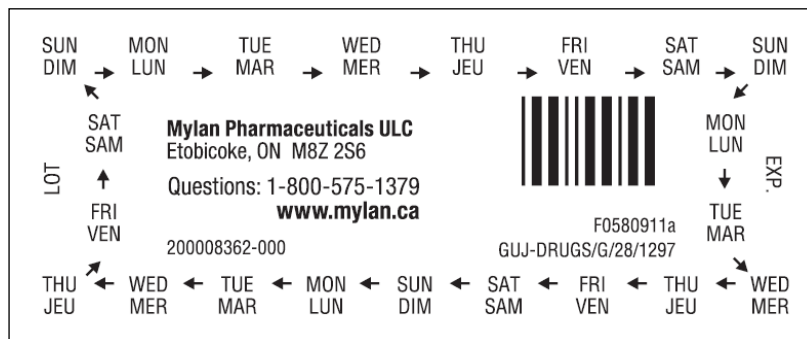 SUN MON TUE WED THU FRI SAT SUN
DIM LUN MAR MER JEU VEN SAM DIM
SAT
SAM
FRI
VEN
LOT
Mylan Pharmaceuticals ULC
Etobicoke, ON M8Z 2S6
Questions: 1-800-575-1379
www.mylan.ca
200008362-000
MON
LUN
TUE
MAR
EXP.
F0580911a
GUJ-DRUGS/G/28/1297
THU WED TUE MON SUN SAT FRI THU WED
JEU MER MAR LUN DIM SAM VEN JEU MER